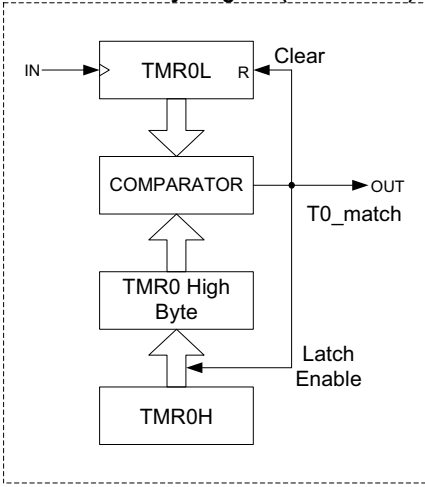 IN
TMR0L
R
Clear
COMPARATOR
OUT
T0_match
TMR0 High
Byte
Latch
Enable
TMR0H